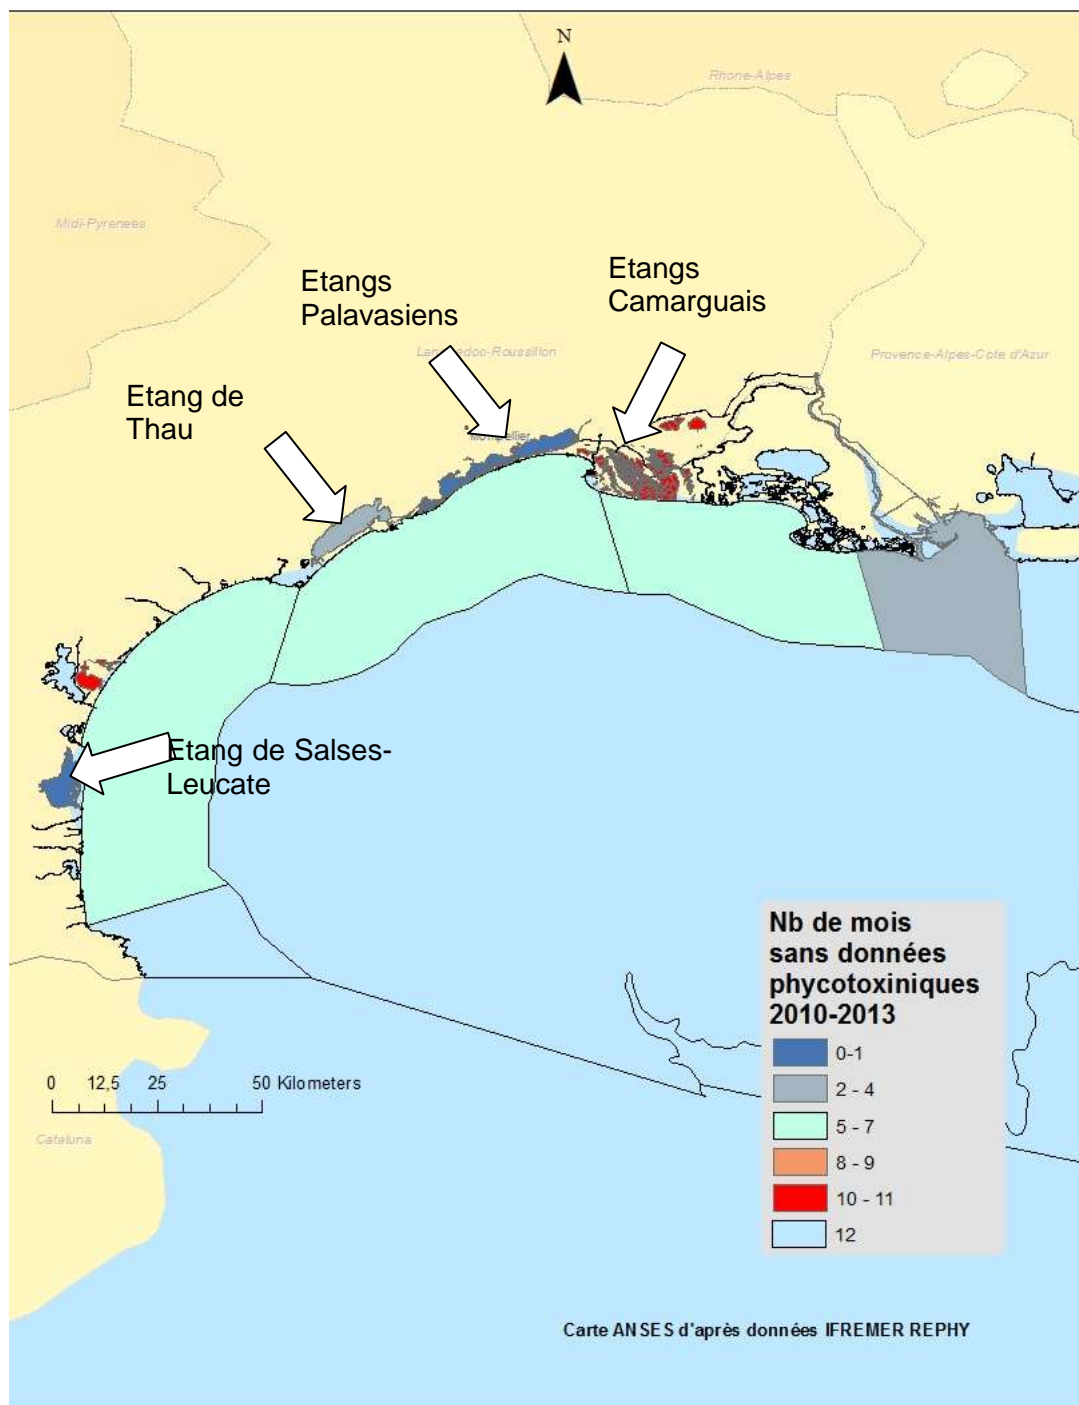 N
Rhone-Alpes
Midi-Pyrenees
Etangs
Palavasiens
Etangs
Camarguais
Languedoc-Roussillon
Provence-Alpes-Cote d'Azur
Etang de
Thau
Montpellier
Etang de Salses-
Leucate
Nb de mois
sans données
phycotoxiniques
2010-2013
0-1
2 - 4
5 - 7
8 - 9
10 - 11
12
0 12,5 25 50 Kilometers
Cataluna
Carte ANSES d'après données IFREMER REPHY